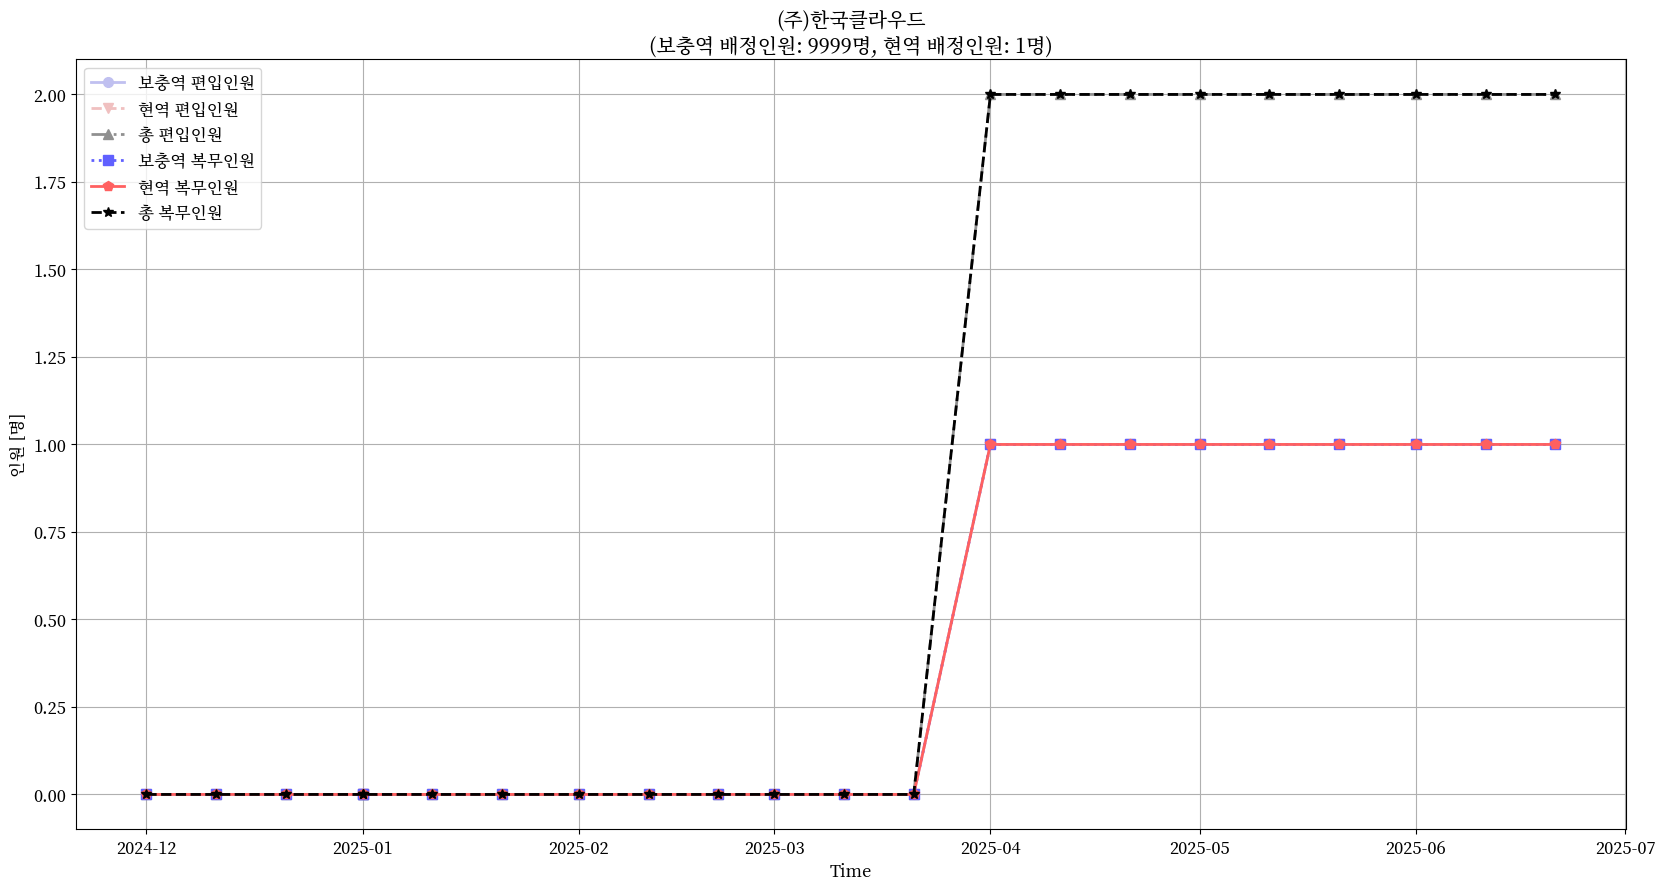 (주)한국클라우드
(보충역 배정인원: 9999명, 현역 배정인원: 1명)
보충역 편입인원
현역 편입인원
총 편입인원
보충역 복무인원
현역 복무인원
총 복무인원
2.00
1.75
1.50
1.25
1.00
0.75
0.50
0.25
0.00
인원 [명]
2024-12
2025-01
2025-02
2025-03
2025-04
2025-05
2025-06
2025-07
Time